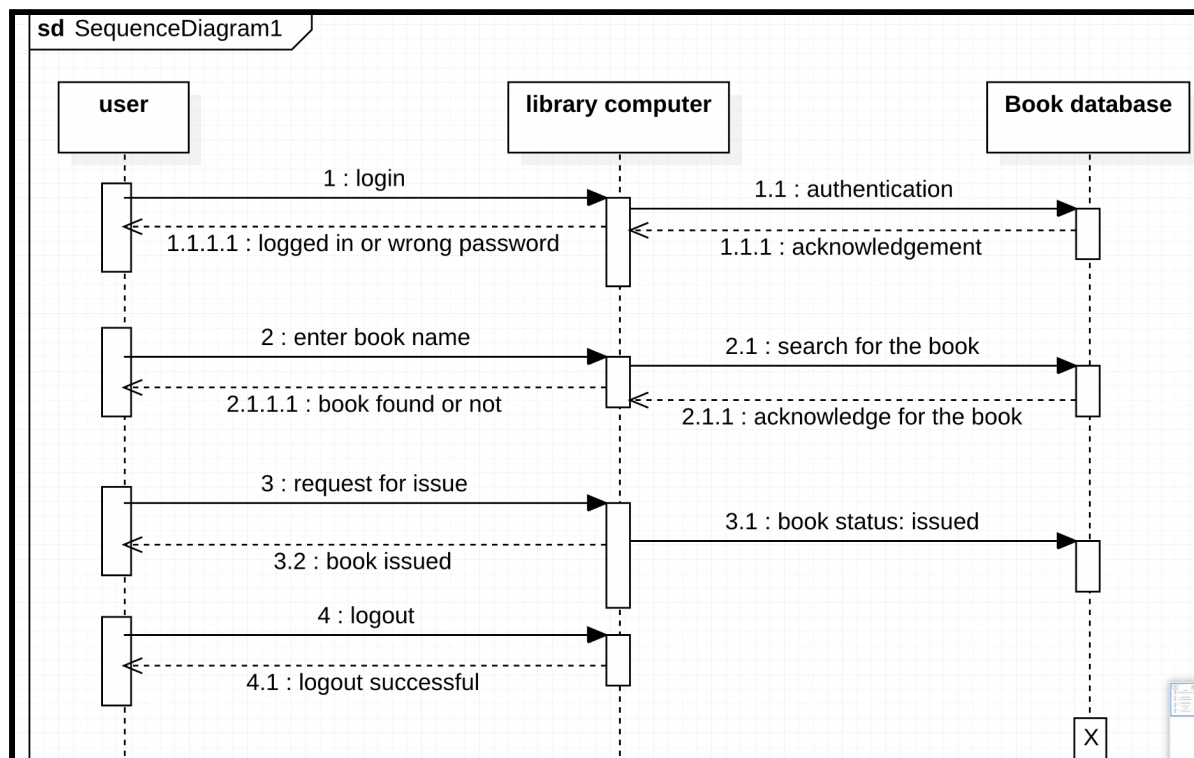 sd SequenceDiagram1
user
library computer
Book database
1 : login
1.1 : authentication
1.1.1.1 : logged in or wrong password
1.1.1 : acknowledgement
2 : enter book name
2.1 : search for the book
2.1.1.1 : book found or not
2.1.1 : acknowledge for the book
3 : request for issue
3.1 : book status: issued
3.2 : book issued
4 : logout
4.1 : logout successful
X